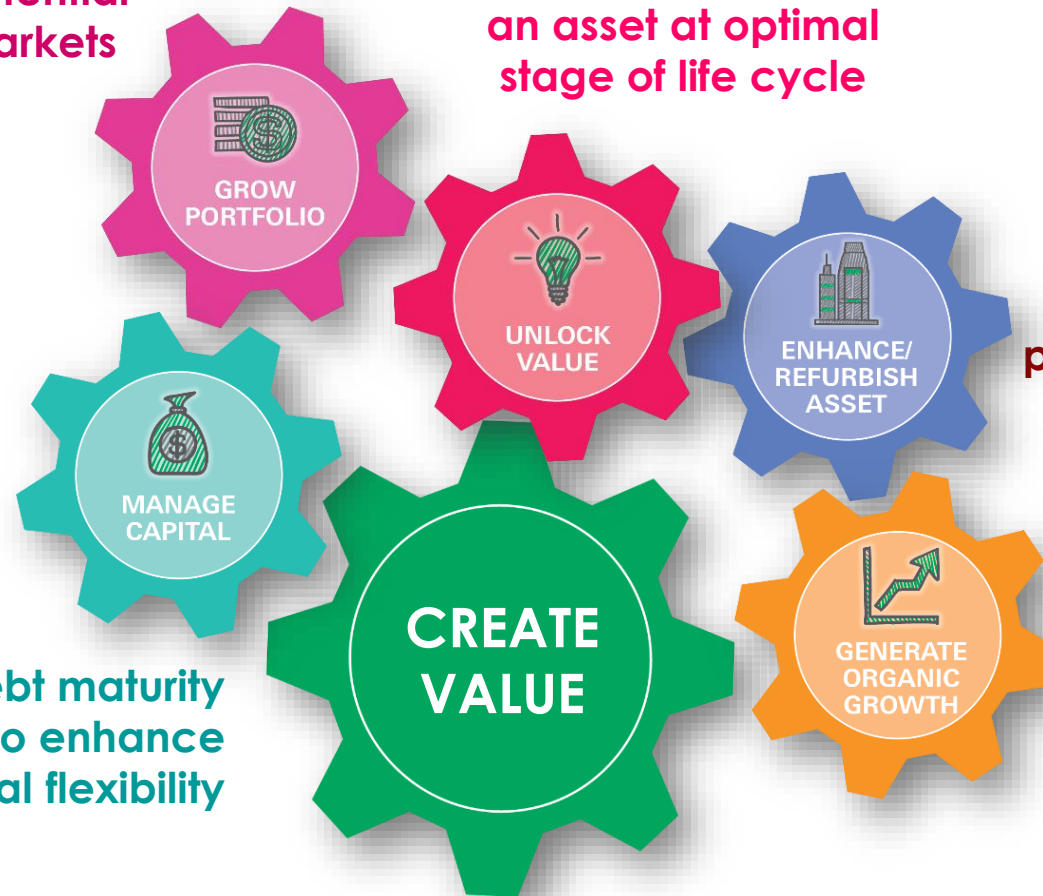 arkets
an asset at optimal
stage of life cycle
GROW
PORTFOLIO
UNLOCK
VALUE
ENHANCE/
REFURBISH
ASSET
p
MANAGE
CAPITAL
CREATE
VALUE
GENERATE
ORGANIC
GROWTH
ebt maturity
o enhance
al flexibility